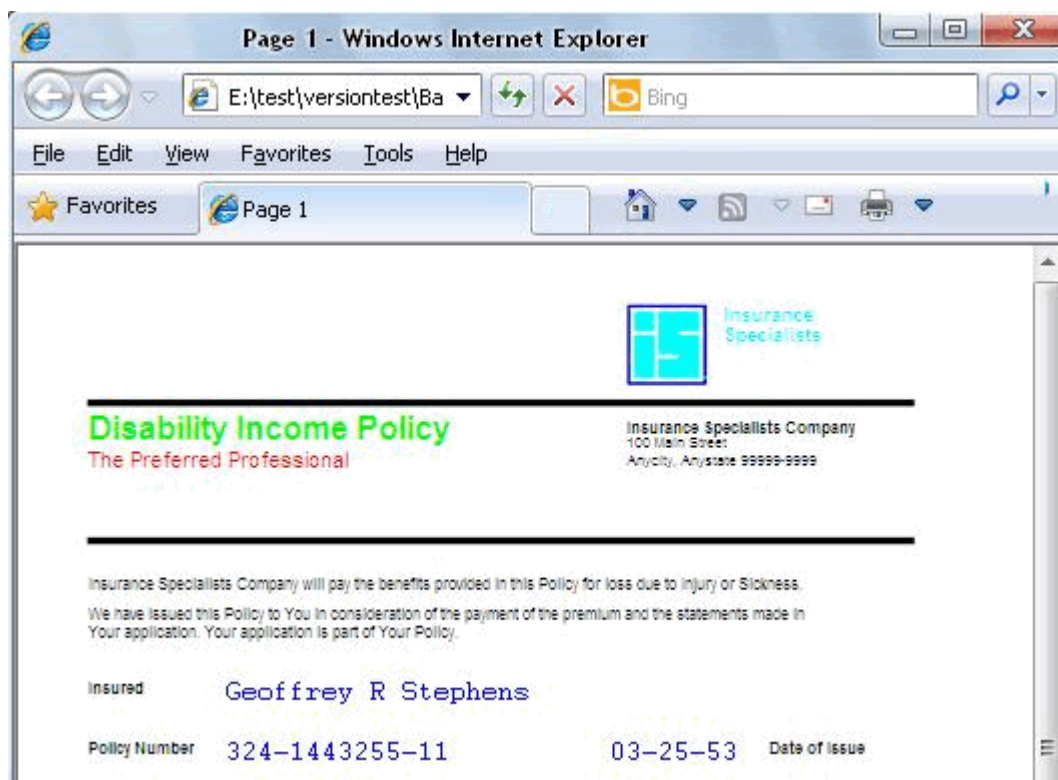 Page 1 - Windows Internet Explorer
E:\test\versiontest\Ba
Bing
File Edit View Favorites Tools Help
Favorites
Page 1
is
Insurance
Specialists
Disability Income Policy
The Preferred Professional
Insurance Specialists Company
100 Main Street
Anycity, Anystate 99999-9999
Insurance Specialists Company will pay the benefits provided in this Policy for loss due to Injury or Sickness.
We have issued this Policy to You in consideration of the payment of the premium and the statements made in
Your application. Your application is part of Your Policy.
Insured Geoffrey R Stephens
Policy Number 324-1443255-11 03-25-53 Date of Issue